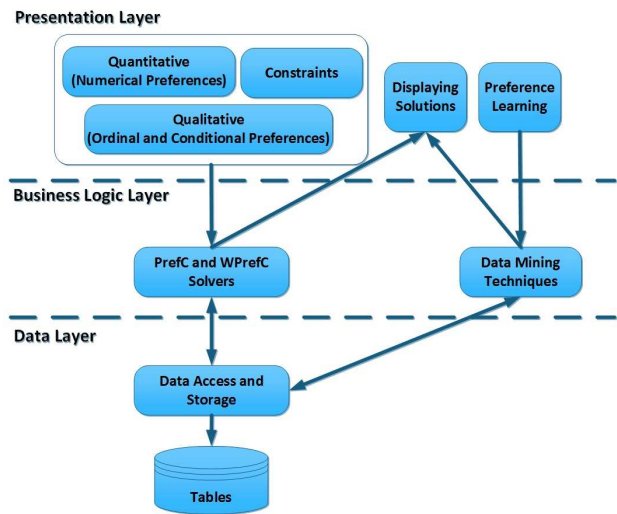 Presentation Layer
Quantitative
(Numerical Preferences)
Constraints
Qualitative
(Ordinal and Conditional Preferences)
Displaying
Solutions
Preference
Learning
Business Logic Layer
PrefC and WPrefC
Solvers
Data Mining
Techniques
Data Layer
Data Access and
Storage
Tables